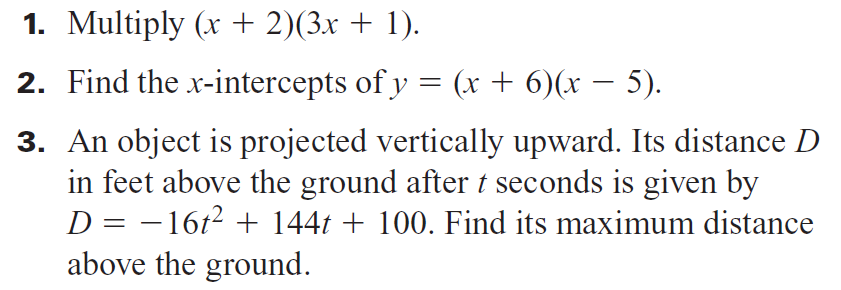 1. Multiply (x + 2)(3x + 1).
2. Find the x-intercepts of y = (x + 6)(x − 5).
3. An object is projected vertically upward. Its distance D
in feet above the ground after t seconds is given by
D = −16t² + 144t + 100. Find its maximum distance
above the ground.